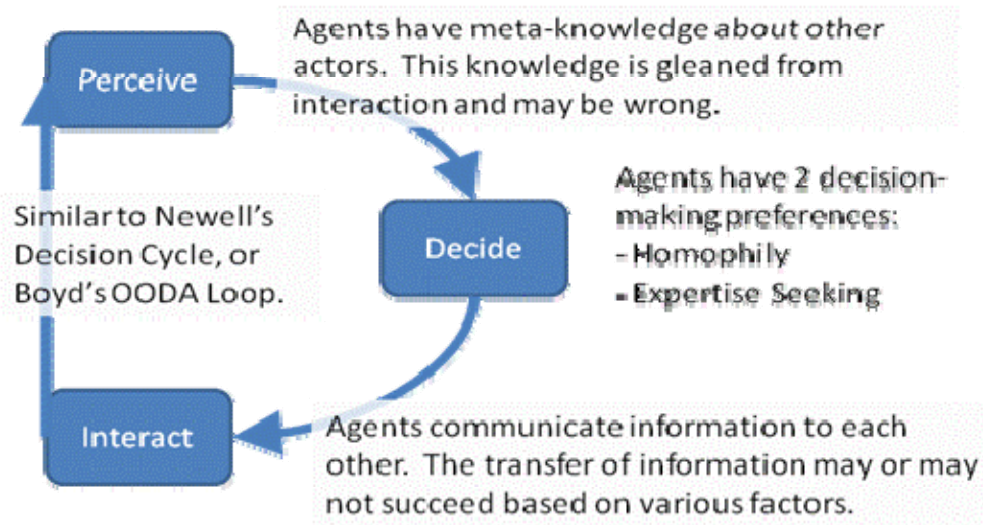 Perceive
Agents have meta-knowledge about other
actors. This knowledge is gleaned from
interaction and may be wrong.
Decide
Agents have 2 decision-
making preferences:
- Homophily
- Expertise Seeking
Similar to Newell's
Decision Cycle, or
Boyd's OODA Loop.
Interact
Agents communicate information to each
other. The transfer of information may or may
not succeed based on various factors.